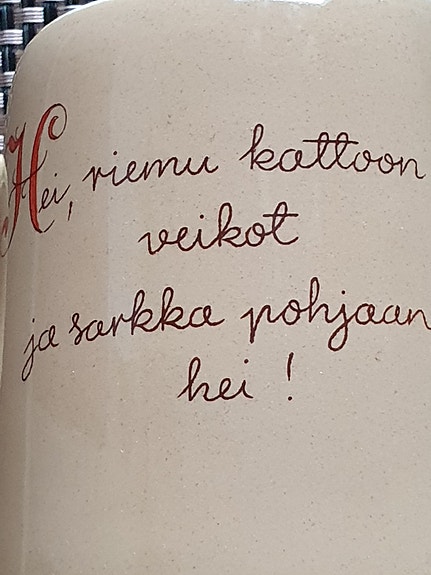 Hei, riemu kattoon
veikot
ja sarkka pohjaan
hei !